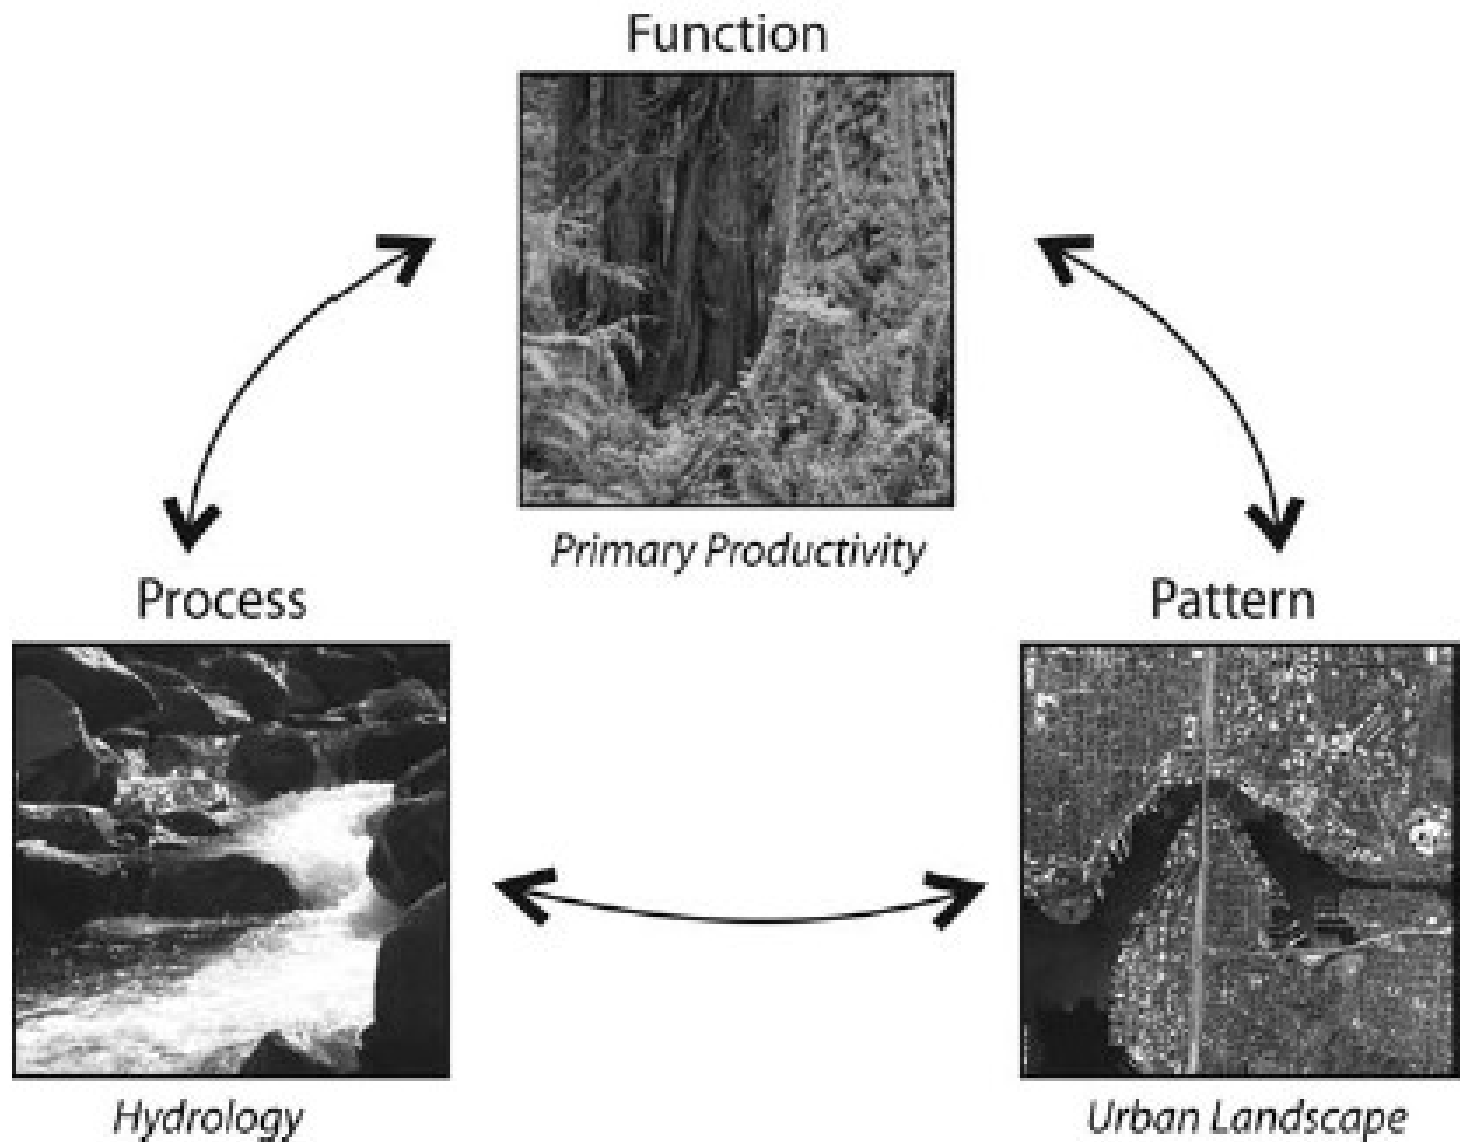 Function
Primary Productivity
Process
Pattern
Hydrology
Urban Landscape